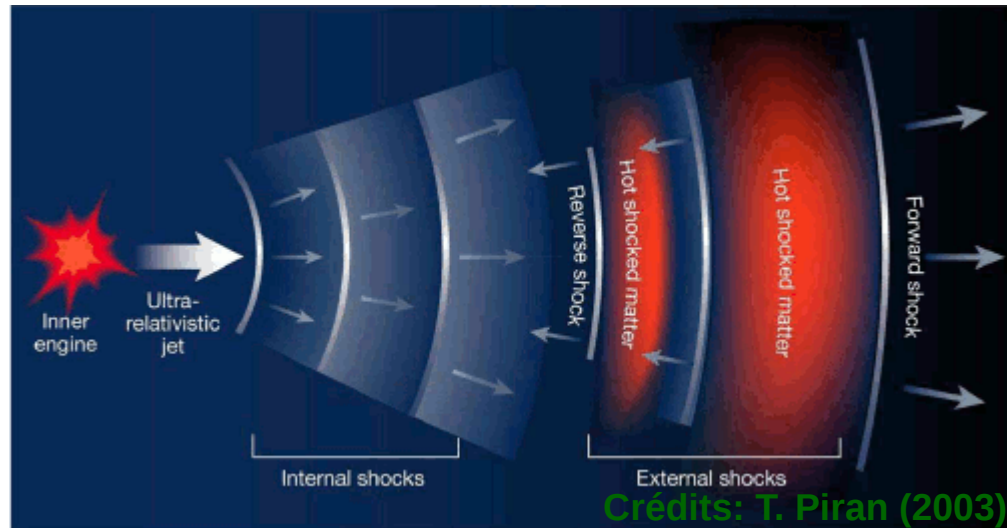 Inner
engine
Ultra-
relativistic
jet
Internal shocks
Reverse shock
Hot shocked matter
Hot shocked matter
Forward shock
External shocks
Crédits: T. Piran (2003)